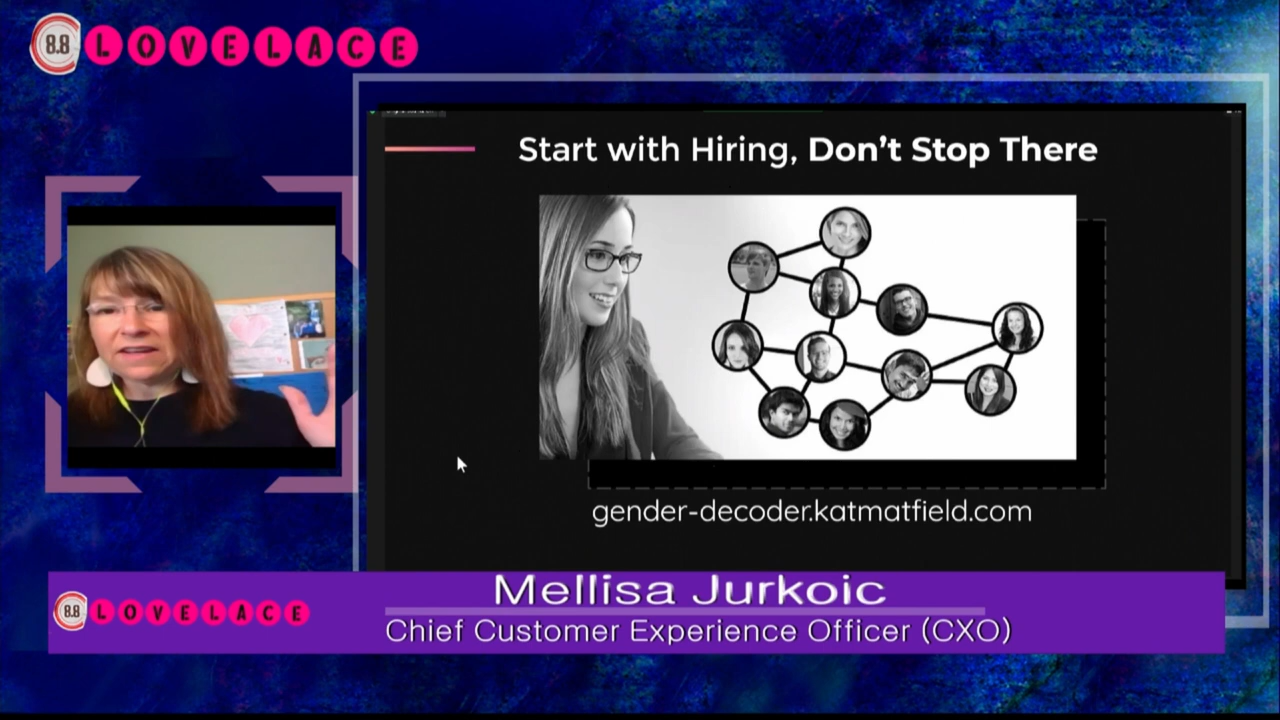 8.8 LOVELACE
Start with Hiring, Don't Stop There
gender-decoder.katmatfield.com
Mellisa Jurkoic
8.8 LOVELACE
Chief Customer Experience Officer (CXO)